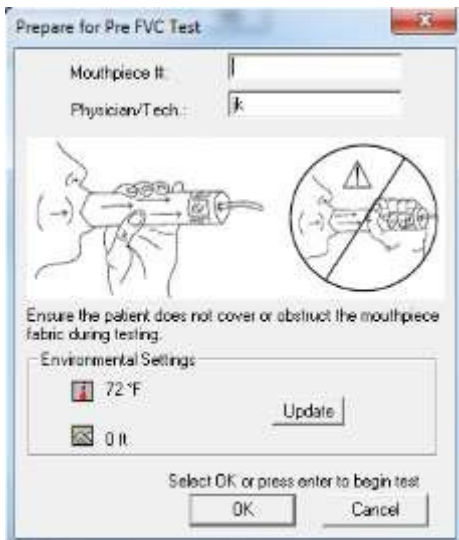 Prepare for Pre FVC Test
Mouthpiece #:
Physician/Tech.:
jk
Ensure the patient does not cover or obstruct the mouthpiece
fabric during testing.
Environmental Settings
72 °F
Update
0 ft
Select OK or press enter to begin test
OK
Cancel